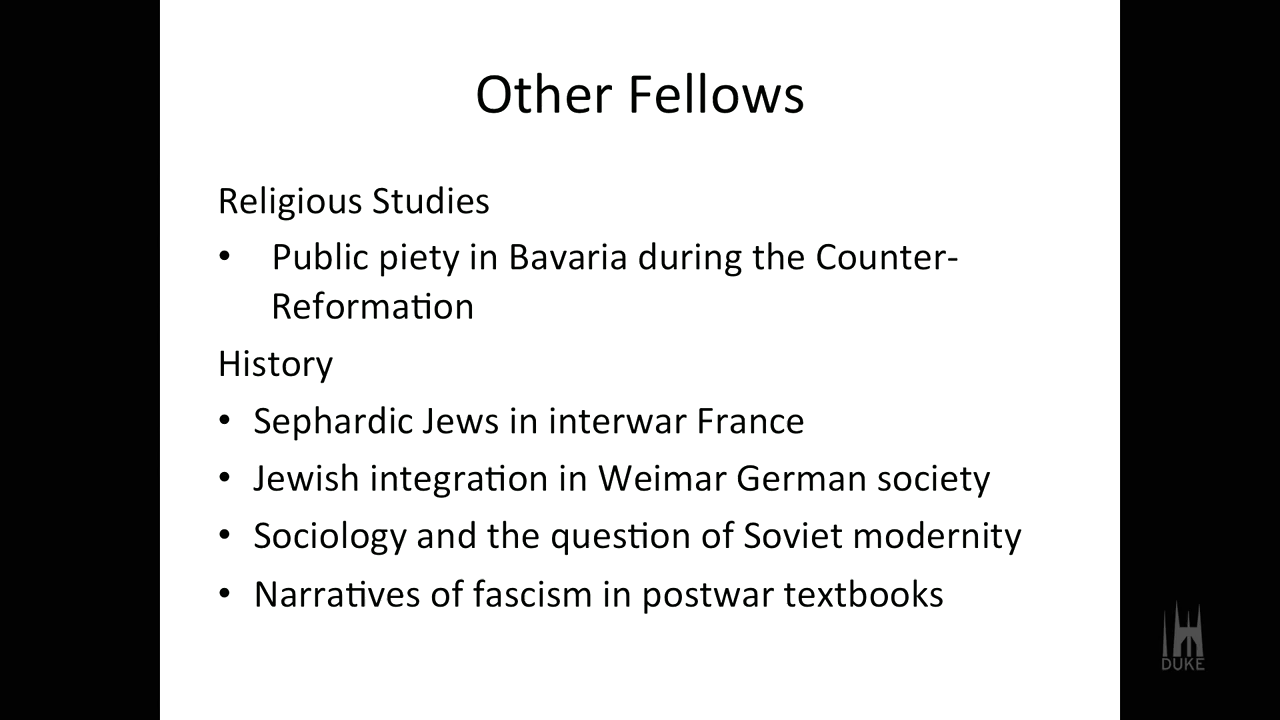 Other Fellows
Religious Studies
• Public piety in Bavaria during the Counter-
Reformation
History
• Sephardic Jews in interwar France
• Jewish integration in Weimar German society
• Sociology and the question of Soviet modernity
• Narratives of fascism in postwar textbooks
DUKE